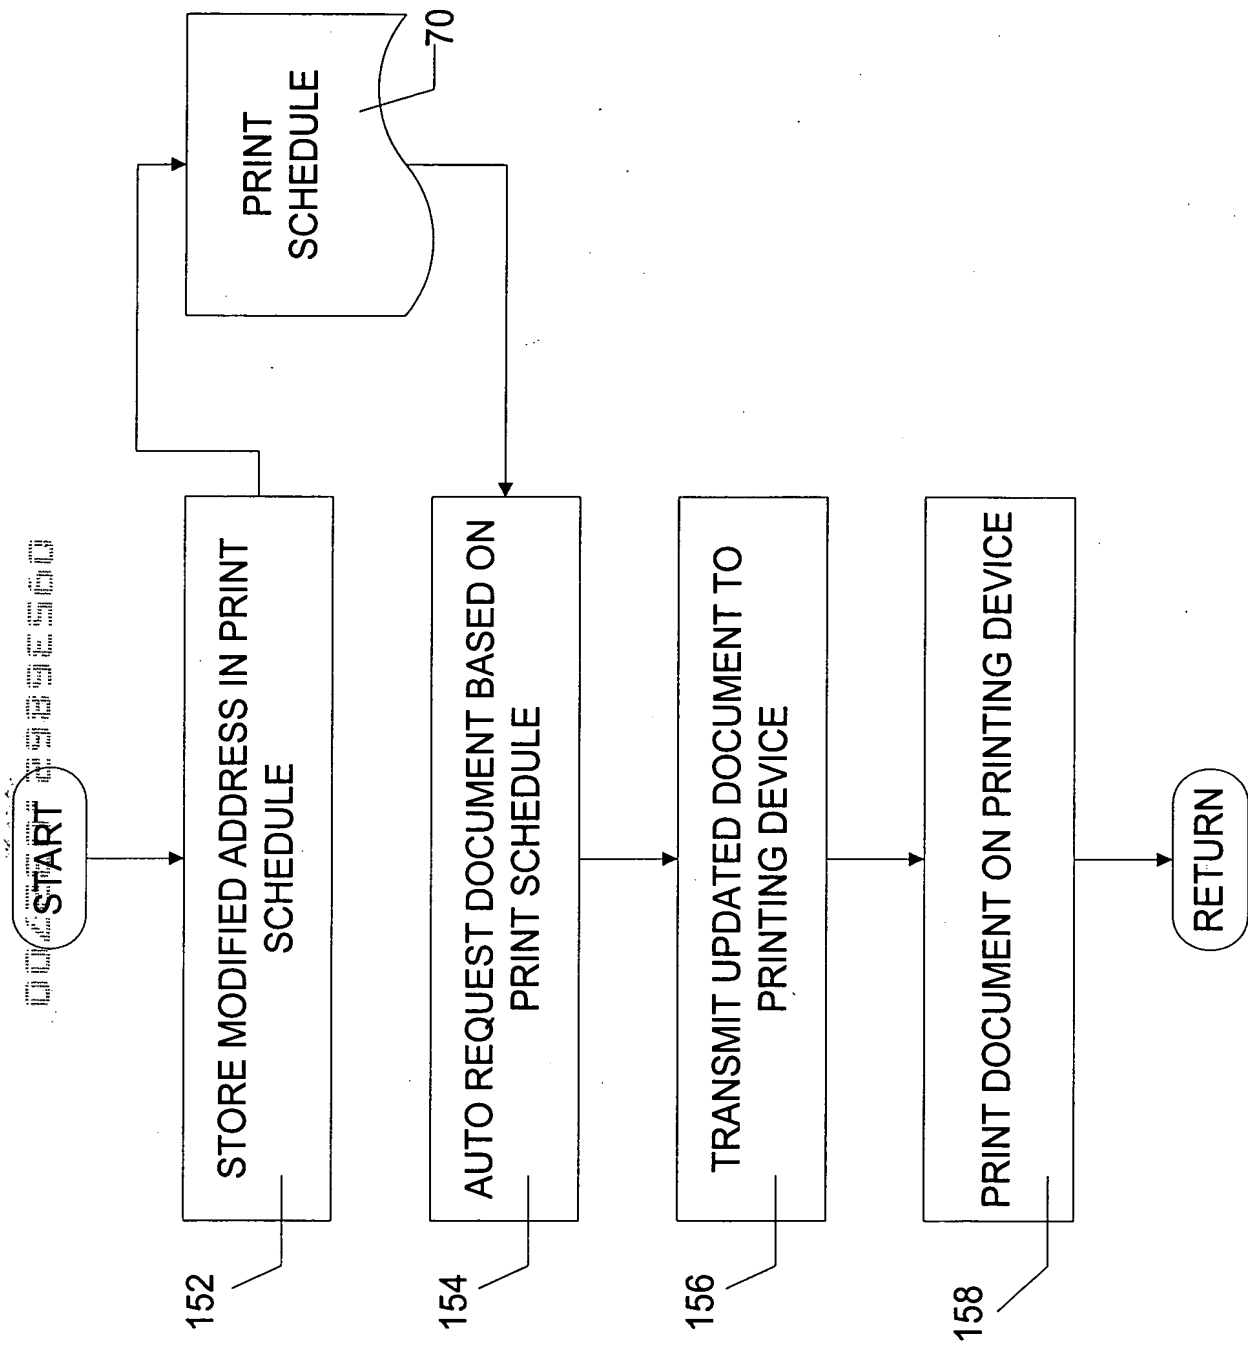 START
152
STORE MODIFIED ADDRESS IN PRINT
SCHEDULE
PRINT
SCHEDULE
70
154
AUTO REQUEST DOCUMENT BASED ON
PRINT SCHEDULE
156
TRANSMIT UPDATED DOCUMENT TO
PRINTING DEVICE
158
PRINT DOCUMENT ON PRINTING DEVICE
RETURN